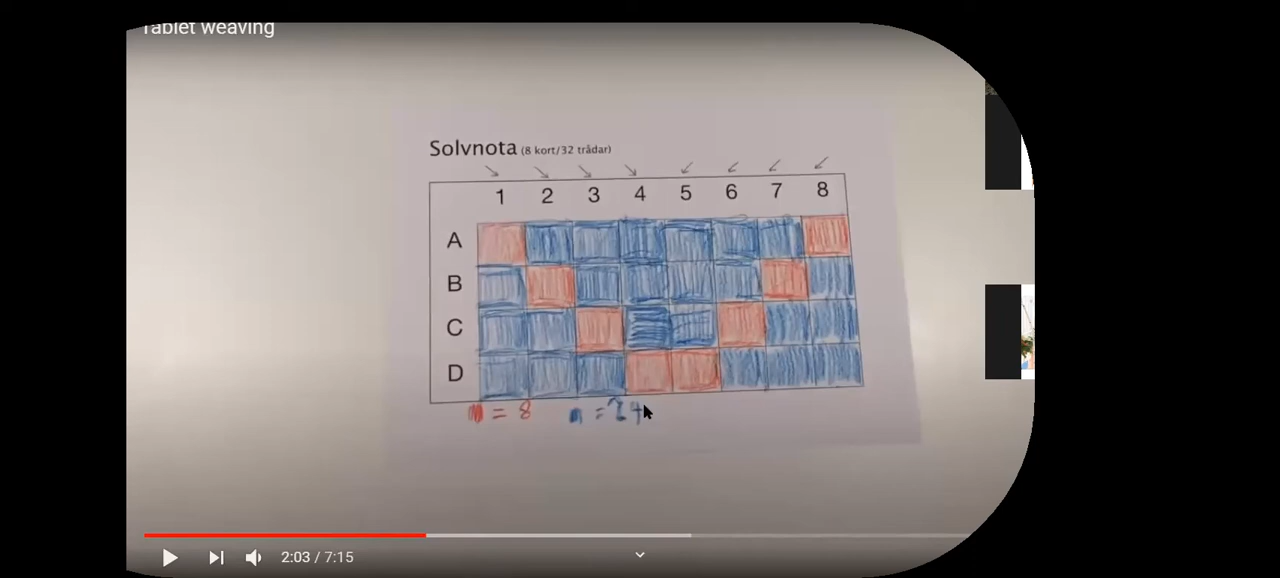 Tablet weaving
Solvnota (8 kort/32 trådar)
1 2 3 4 5 6 7 8
A
B
C
D
= 8 = 24
2:03 / 7:15